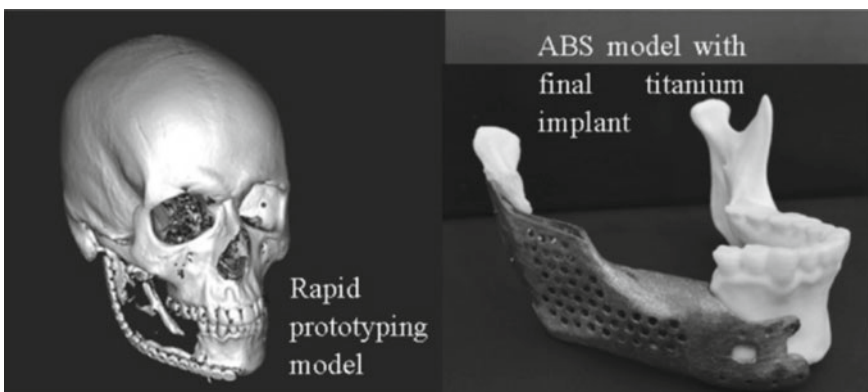 Rapid
prototyping
model
ABS model with
final titanium
implant